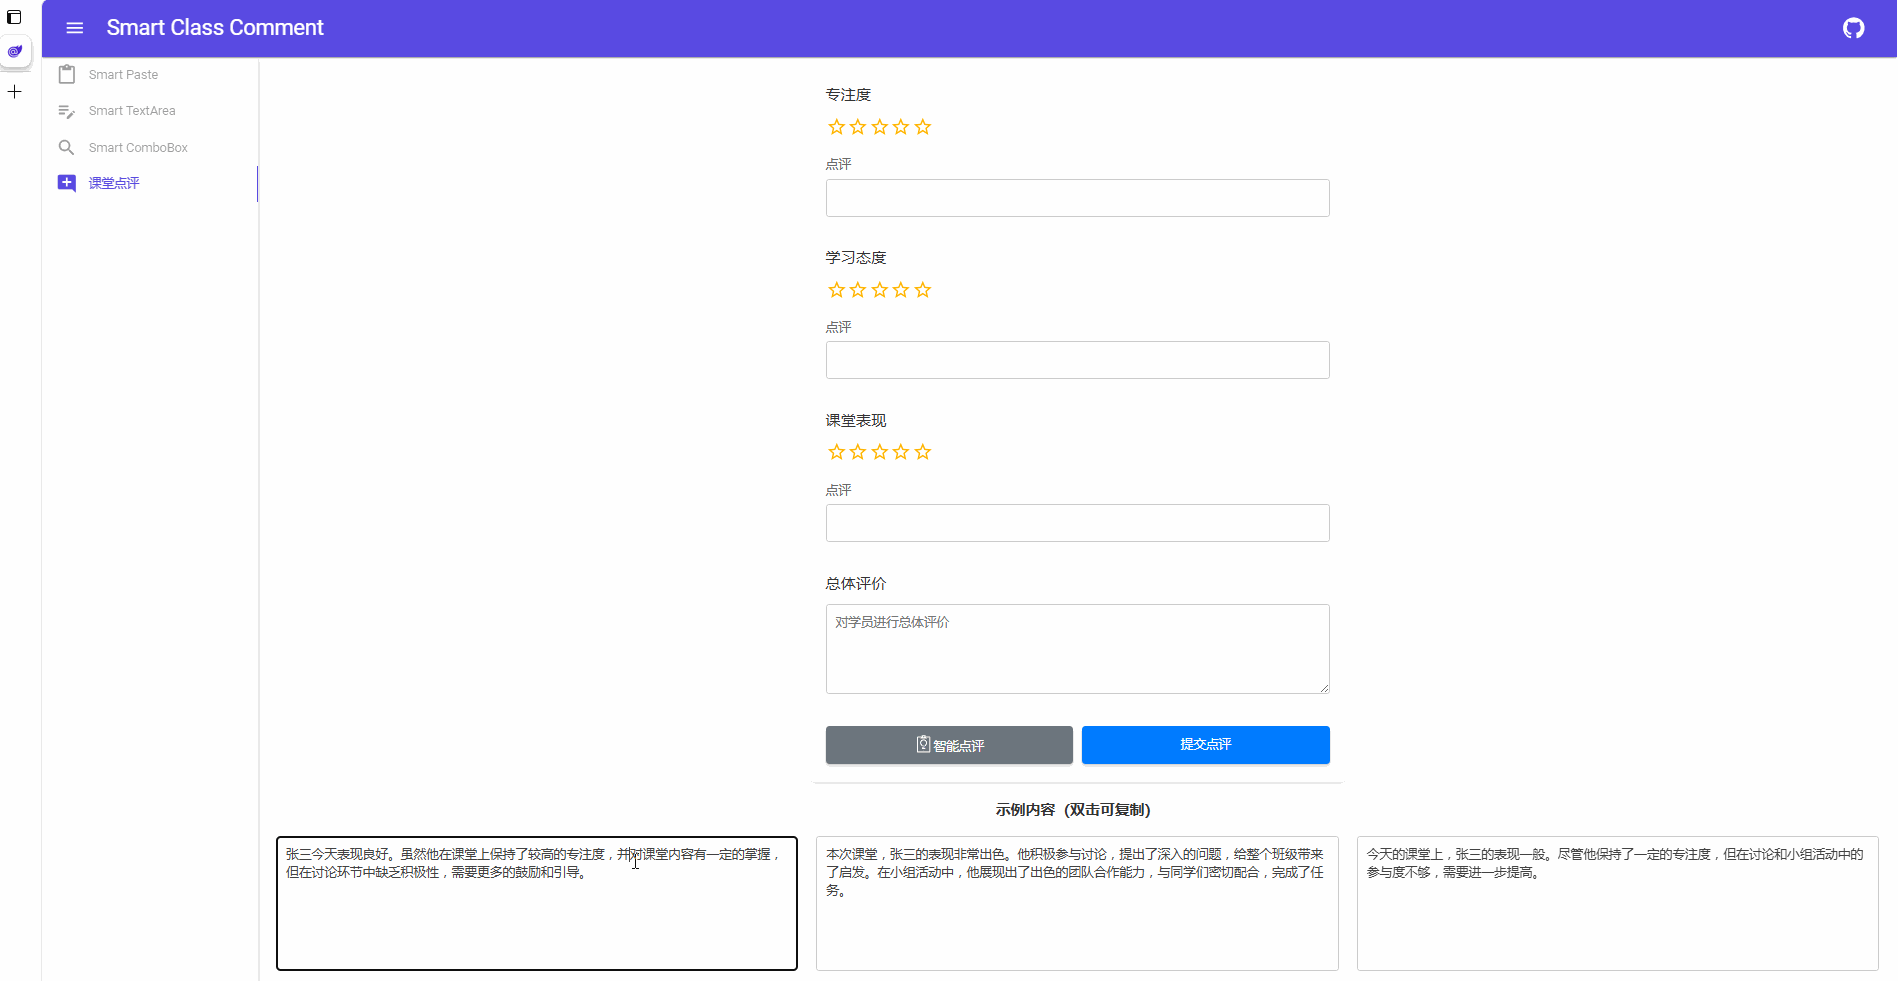 Smart Class Comment
Smart Paste
Smart TextArea
Smart ComboBox
课堂点评
专注度
点评
学习态度
点评
课堂表现
点评
总体评价
对学员进行总体评价
智能点评
提交点评
示例内容（双击可复制）
张三今天表现良好。虽然他在课堂上保持了较高的专注度，并对课堂内容有一定的掌握，
但在讨论环节中缺乏积极性，需要更多的鼓励和引导。
本次课堂，张三的表现非常出色。他积极参与讨论，提出了深入的问题，给整个班级带来
了启发。在小组活动中，他展现出了出色的团队合作能力，与同学们密切配合，完成了任
务。
今天的课堂上，张三的表现一般。尽管他保持了一定的专注度，但在讨论和小组活动中的
参与度不够，需要进一步提高。